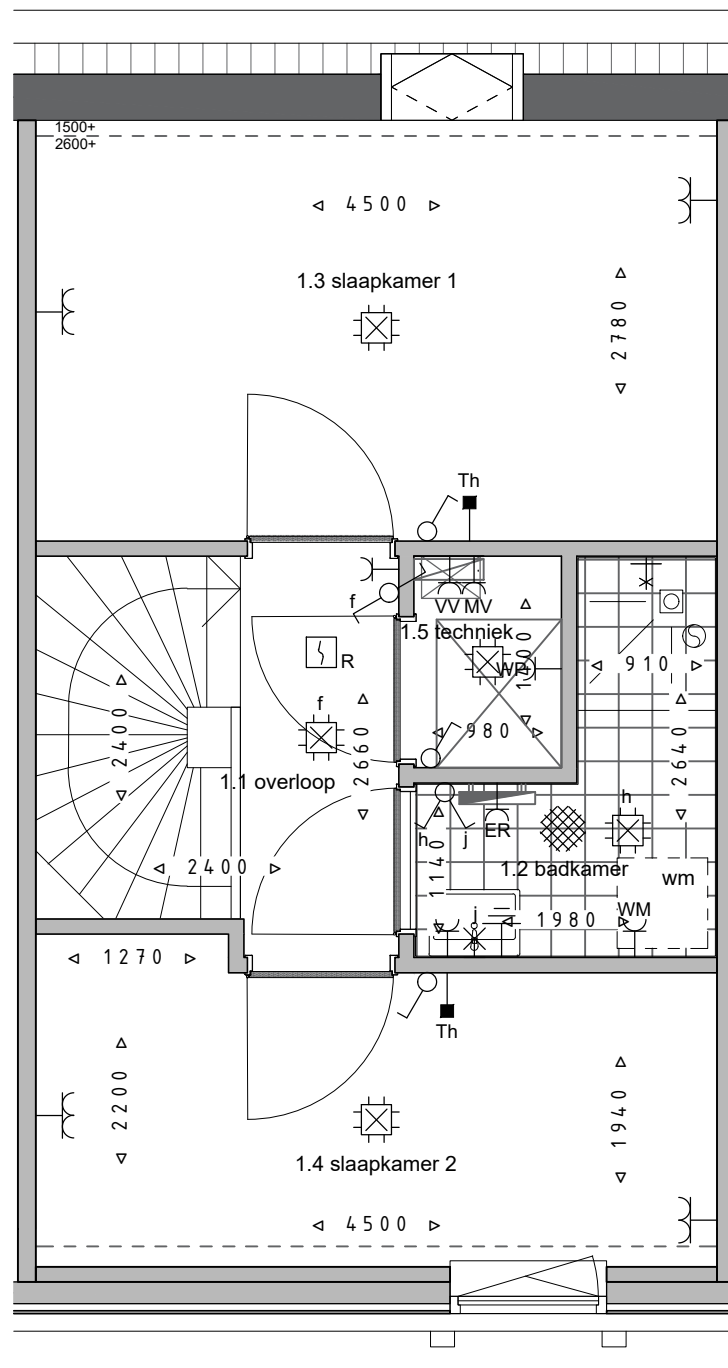 1500+
2600+
4500
1.3 slaapkamer 1
2780
Th
f
VV MV
1.5 techniek
1400
WP
R
910
f
980
2400
2660
2640
1.1 overloop
h
j
ER
h
1140
1.2 badkamer
wm
2400
j
1980
WM
1270
Th
2200
1940
1.4 slaapkamer 2
4500